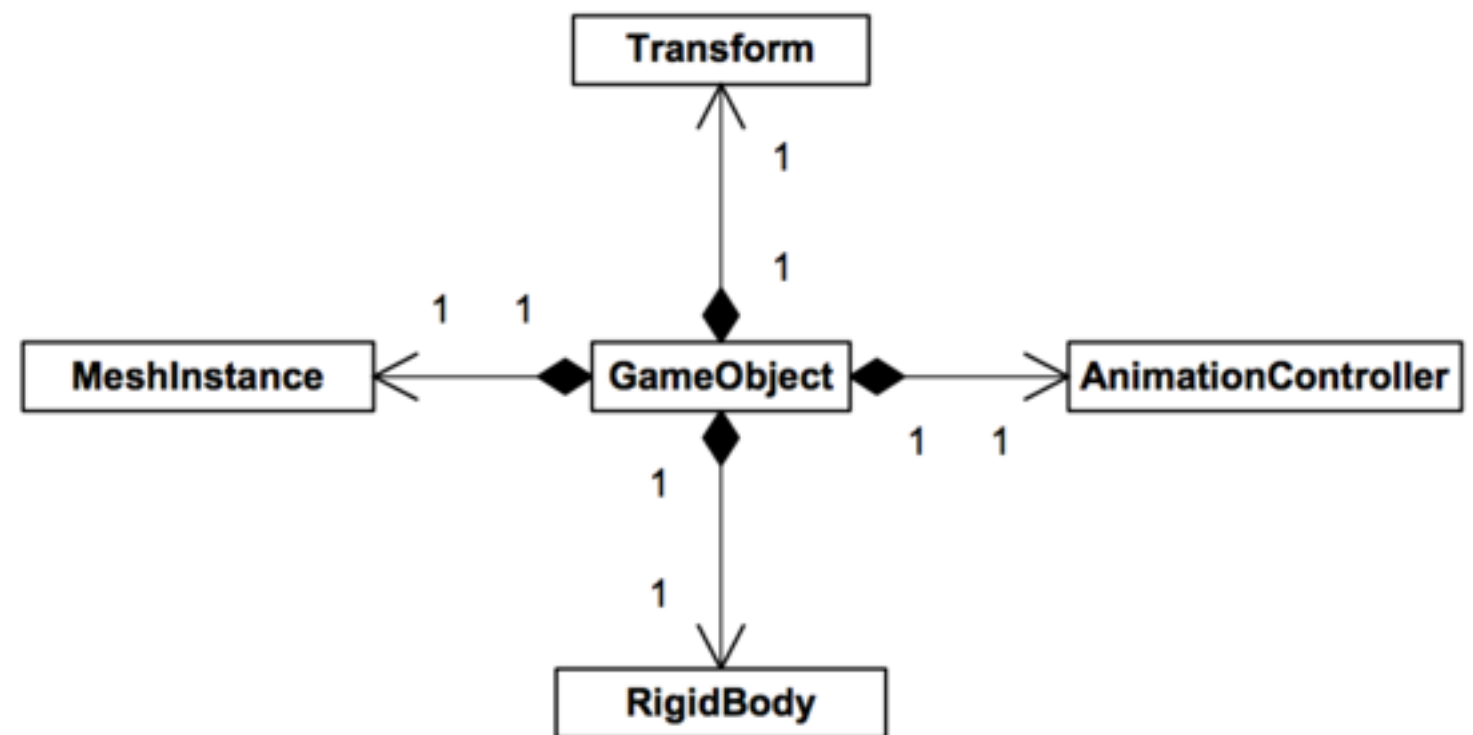 Transform
1
1
1 1
MeshInstance
GameObject
AnimationController
1 1
1
1
RigidBody